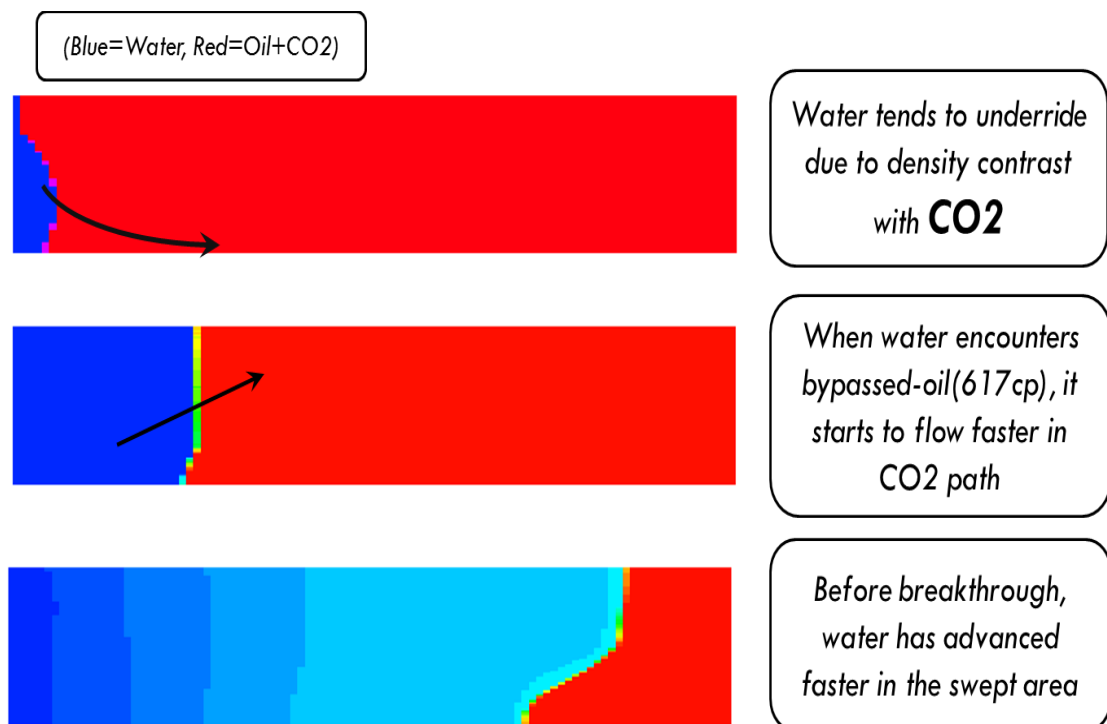 (Blue=Water, Red=Oil+CO2)
Water tends to underride
due to density contrast
with CO2
When water encounters
bypassed-oil(617cp), it
starts to flow faster in
CO2 path
Before breakthrough,
water has advanced
faster in the swept area